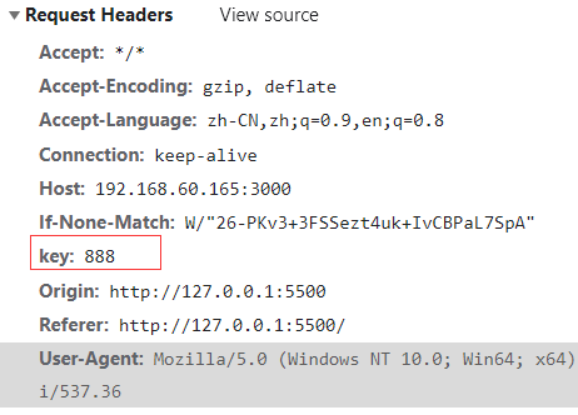 Request Headers View source
Accept: */*
Accept-Encoding: gzip, deflate
Accept-Language: zh-CN,zh;q=0.9,en;q=0.8
Connection: keep-alive
Host: 192.168.60.165:3000
If-None-Match: W/"26-PKv3+3FSSezt4uk+IvCBPaL7SpA"
key: 888
Origin: http://127.0.0.1:5500
Referer: http://127.0.0.1:5500/
User-Agent: Mozilla/5.0 (Windows NT 10.0; Win64; x64)
i/537.36